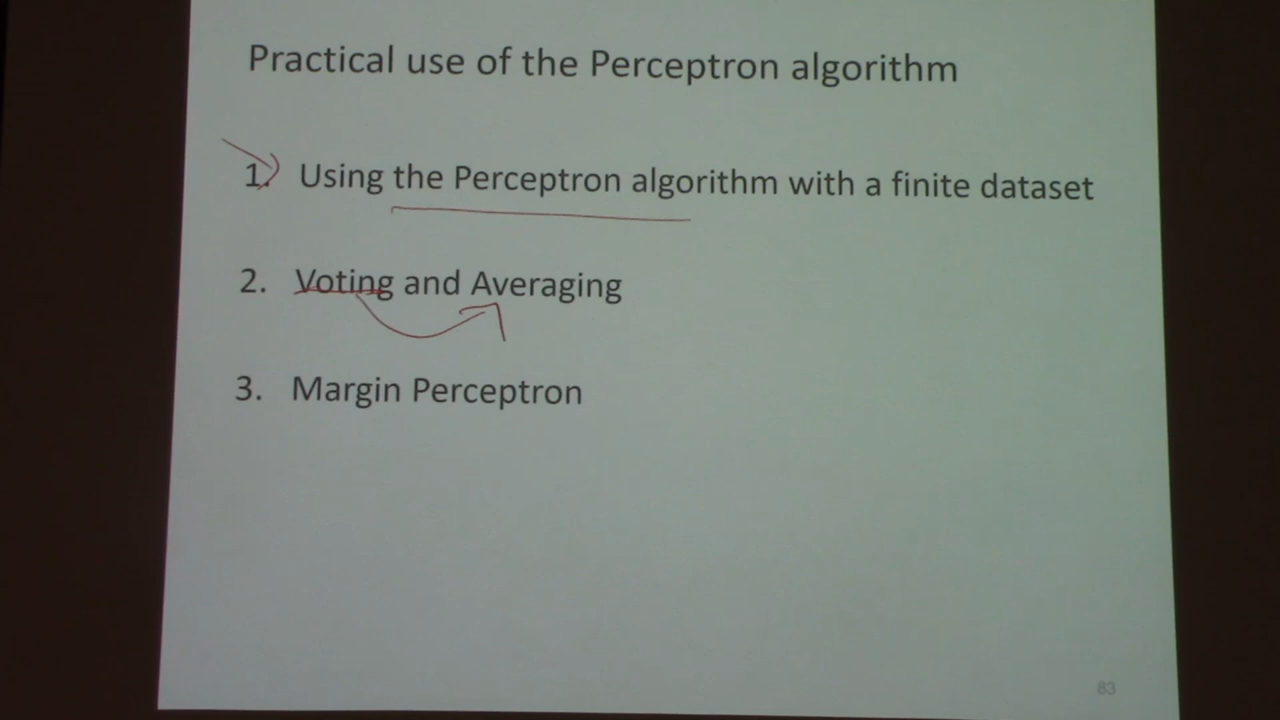 Practical use of the Perceptron algorithm
1. Using the Perceptron algorithm with a finite dataset
2. Voting and Averaging
3. Margin Perceptron
83